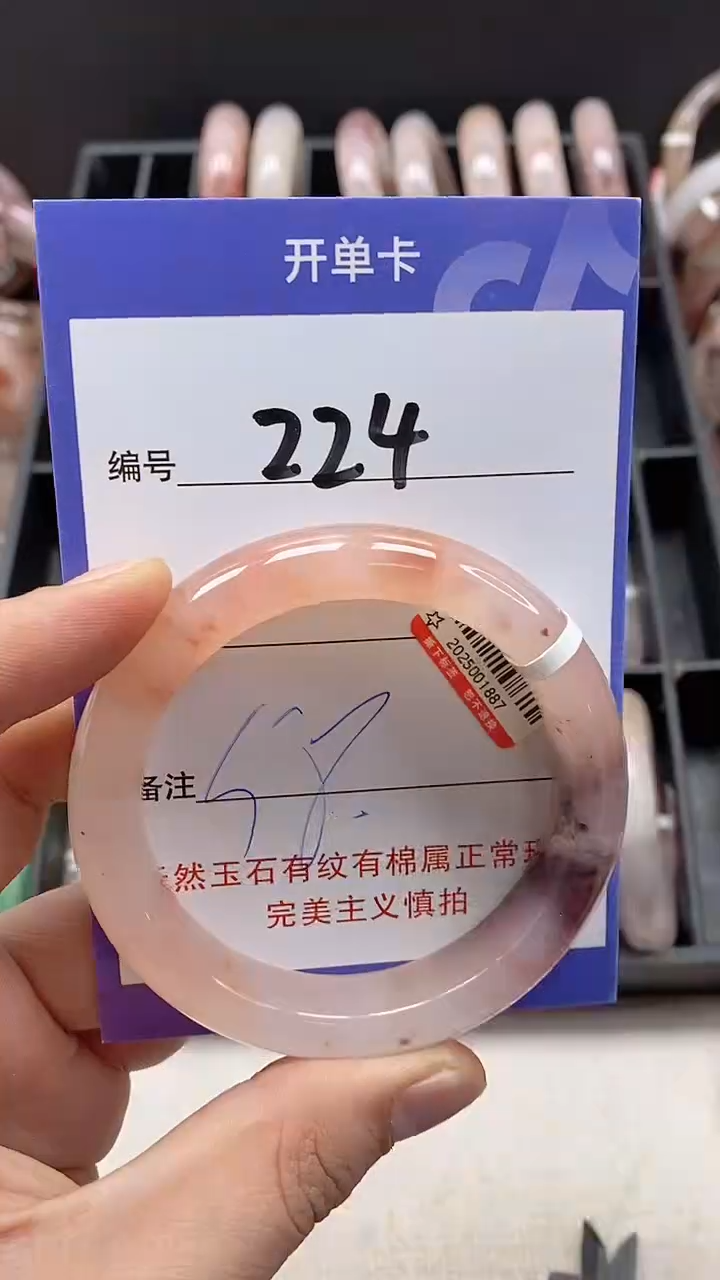 开单卡
编号 224
2025001887
备注
然玉石有纹有棉属正常
完美主义慎拍